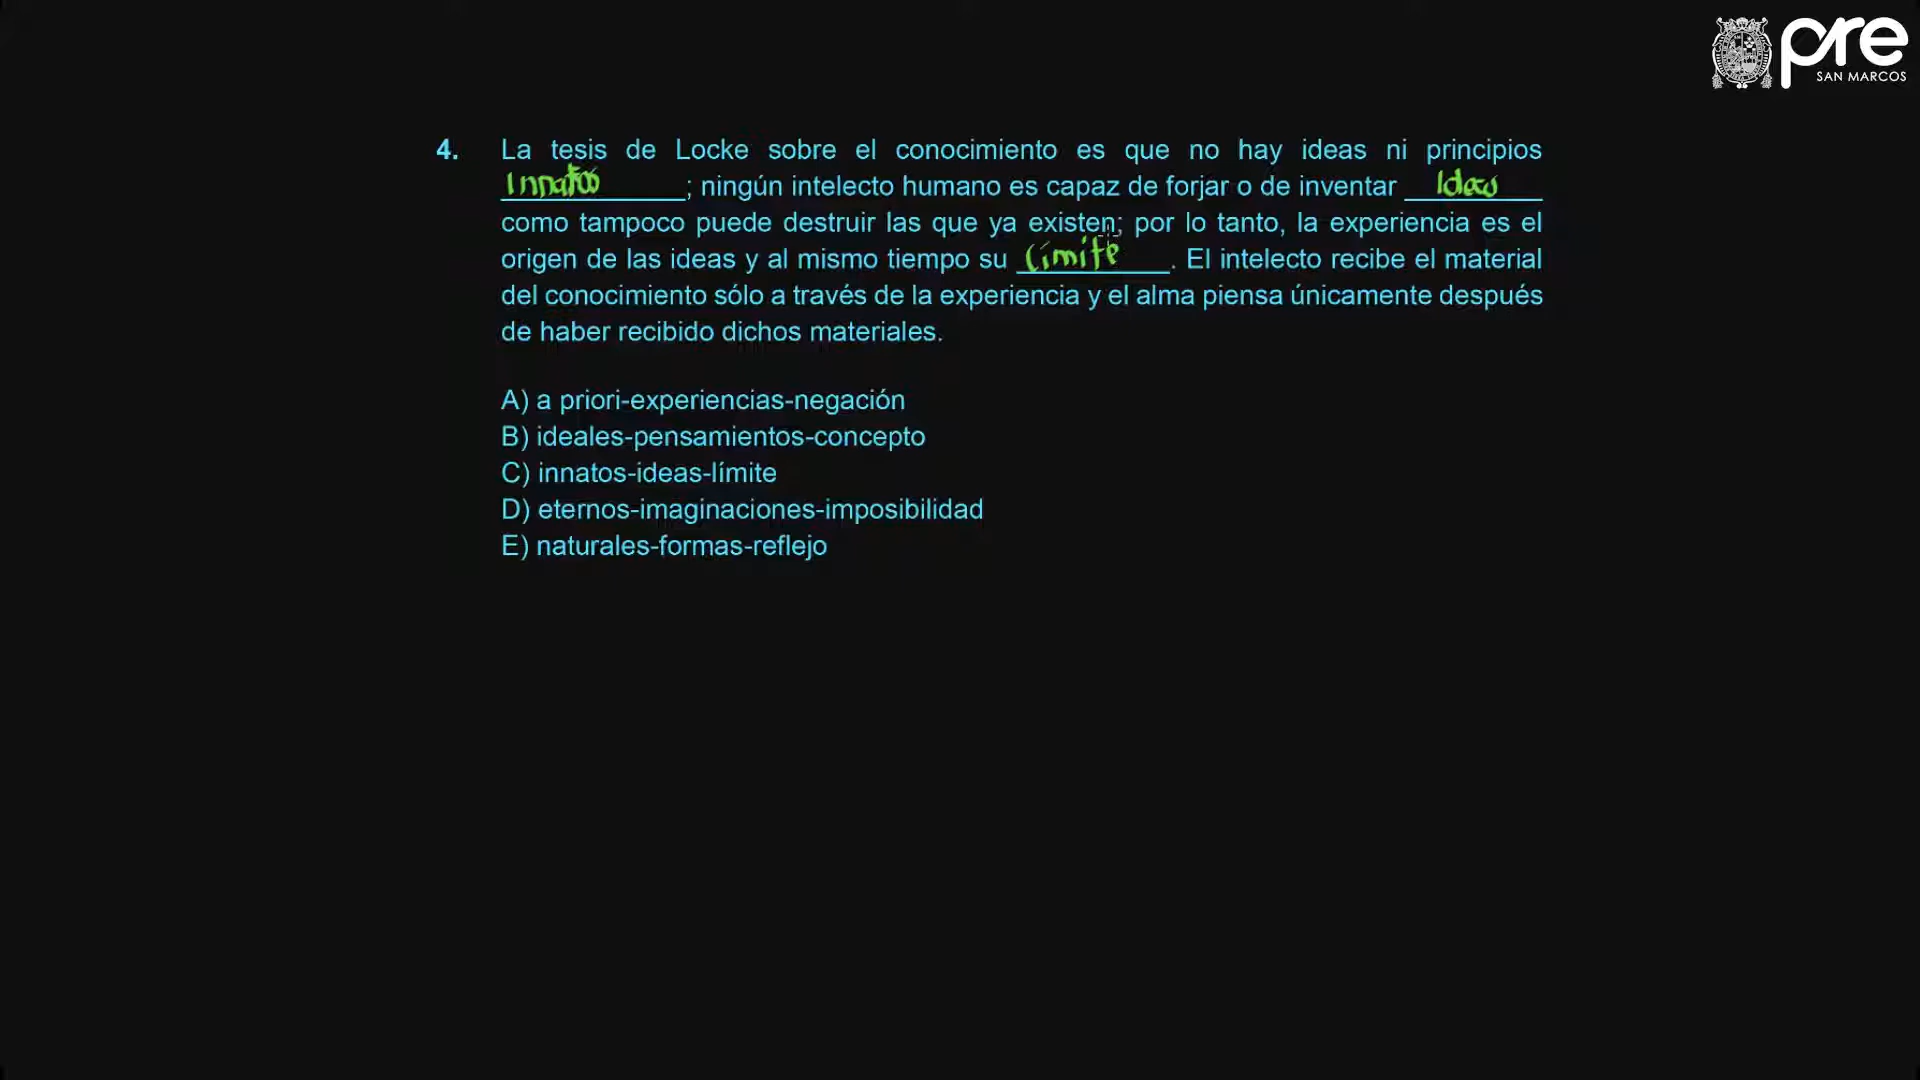 pre
SAN MARCOS
4. La tesis de Locke sobre el conocimiento es que no hay ideas ni principios
Innatos; ningún intelecto humano es capaz de forjar o de inventar Ideas
como tampoco puede destruir las que ya existen; por lo tanto, la experiencia es el
origen de las ideas y al mismo tiempo su límite. El intelecto recibe el material
del conocimiento sólo a través de la experiencia y el alma piensa únicamente después
de haber recibido dichos materiales.
A) a priori-experiencias-negación
B) ideales-pensamientos-concepto
C) innatos-ideas-límite
D) eternos-imaginaciones-imposibilidad
E) naturales-formas-reflejo